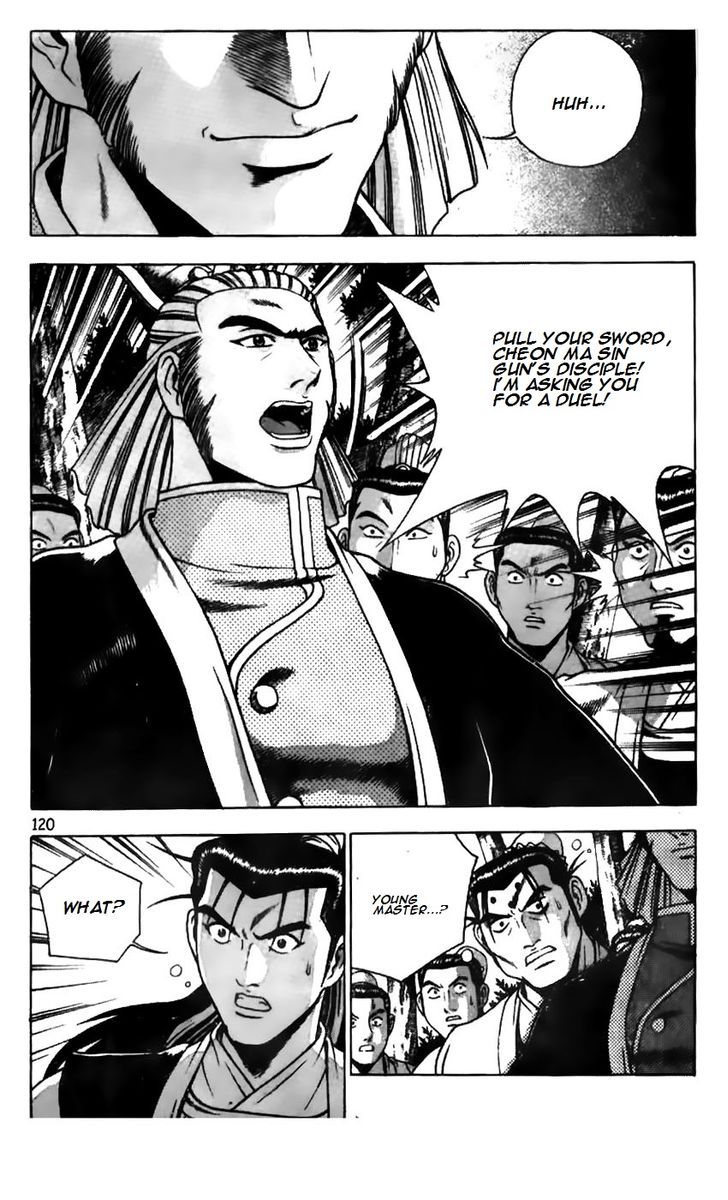 HUH...
PULL YOUR SWORD,
CHEON MA SIN
GUN'S DISCIPLE!
I'M ASKING YOU
FOR A DUEL!
120
WHAT?
YOUNG
MASTER...?